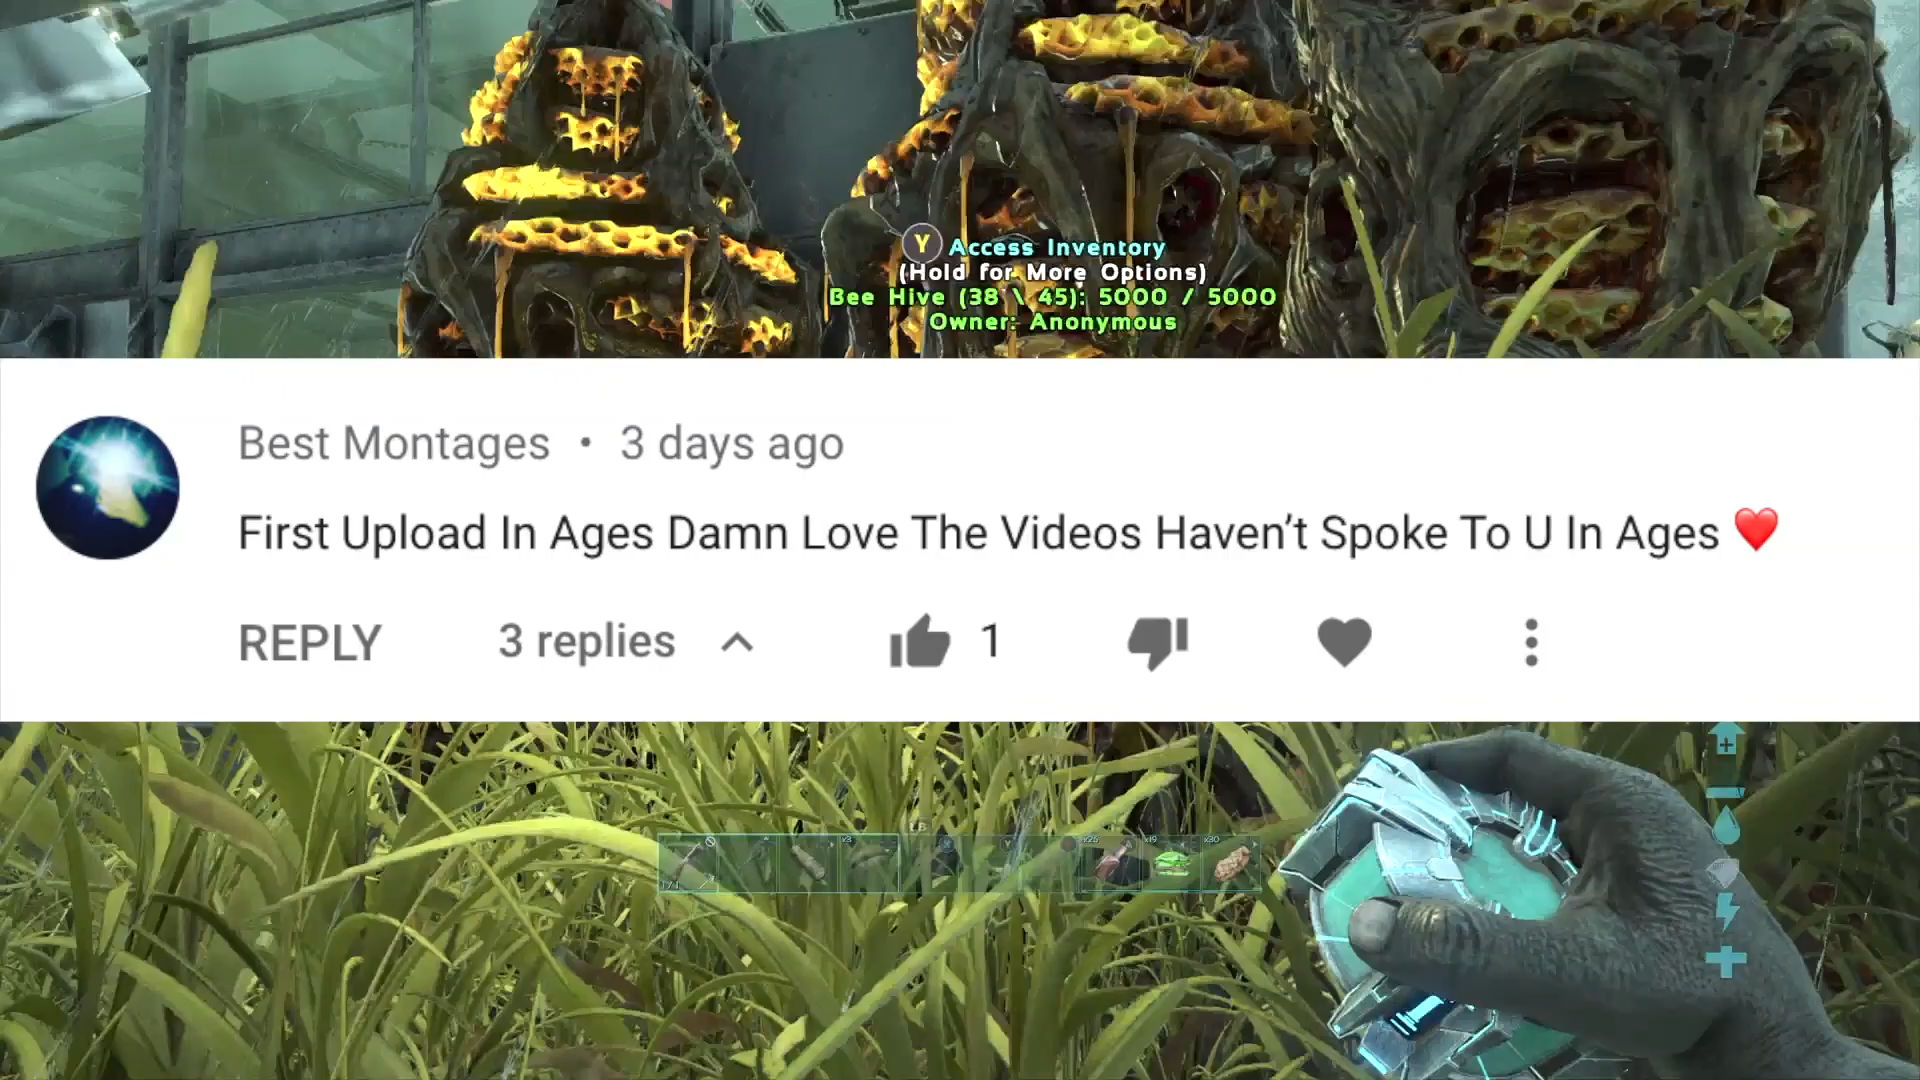 Y Access Inventory
(Hold for More Options)
Bee Hive (38 \ 45): 5000 / 5000
Owner: Anonymous
Best Montages • 3 days ago
First Upload In Ages Damn Love The Videos Haven't Spoke To U In Ages ❤️
REPLY 3 replies 1